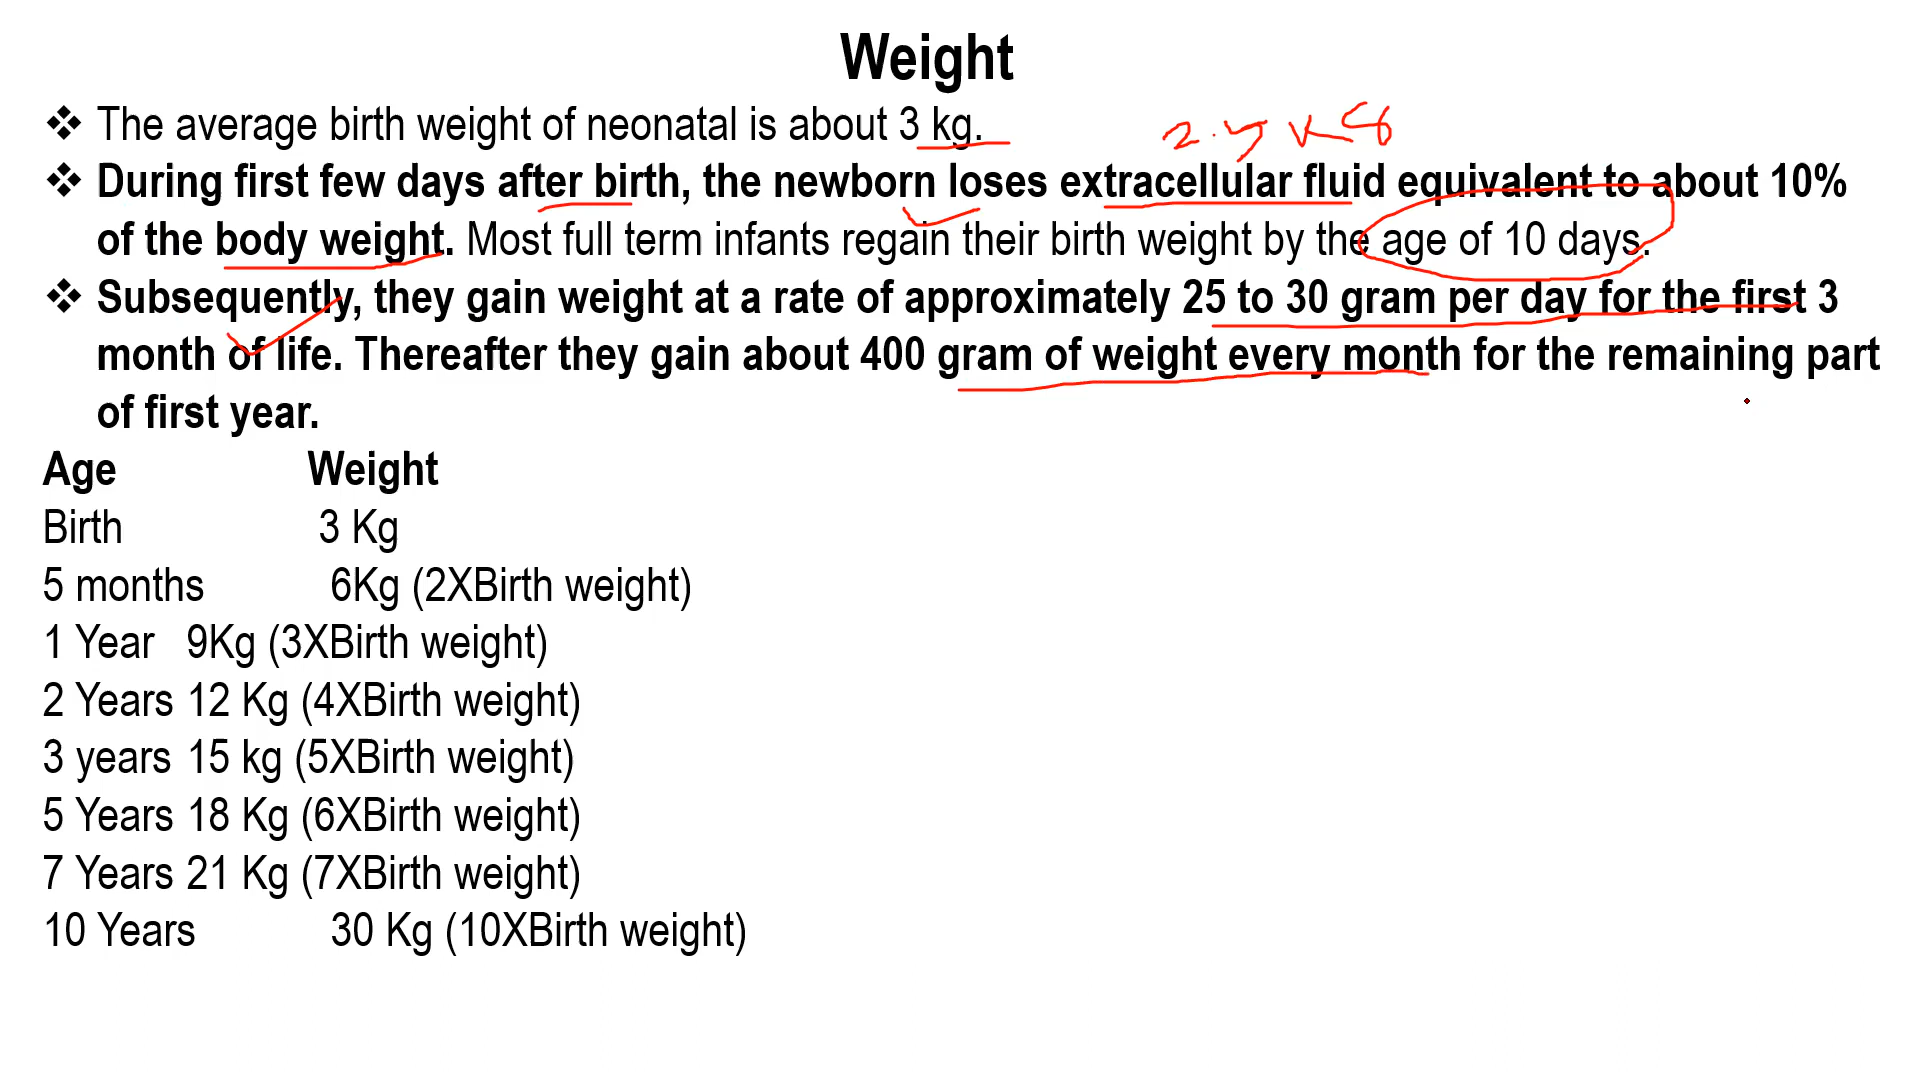 Weight
❖ The average birth weight of neonatal is about 3 kg.
❖ During first few days after birth, the newborn loses extracellular fluid equivalent to about 10%
of the body weight. Most full term infants regain their birth weight by the age of 10 days.
❖ Subsequently, they gain weight at a rate of approximately 25 to 30 gram per day for the first 3
month of life. Thereafter they gain about 400 gram of weight every month for the remaining part
of first year.
Age Weight
Birth 3 Kg
5 months 6Kg (2XBirth weight)
1 Year 9Kg (3XBirth weight)
2 Years 12 Kg (4XBirth weight)
3 years 15 kg (5XBirth weight)
5 Years 18 Kg (6XBirth weight)
7 Years 21 Kg (7XBirth weight)
10 Years 30 Kg (10XBirth weight)